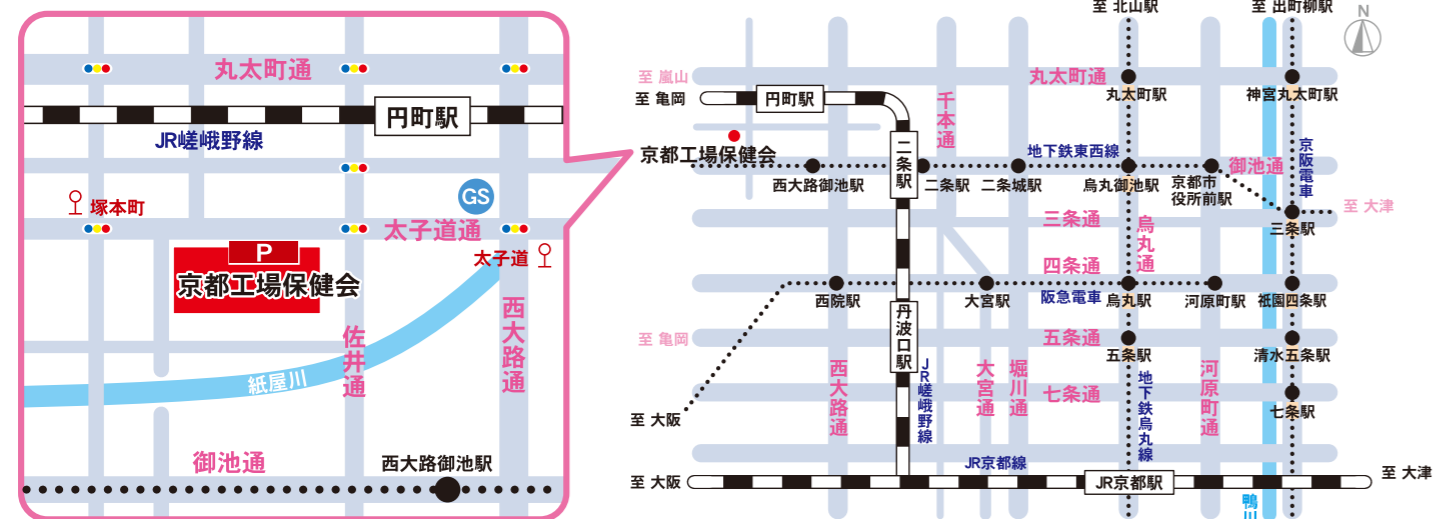 丸太町通
円町駅
JR嵯峨野線
GS
塚本町
太子道通
P
太子道
京都工場保健会
佐井通
西大路通
紙屋川
御池通
西大路御池駅
至 北山駅
至 出町柳駅
N
至 嵐山
丸太町通
丸太町駅
神宮丸太町駅
至 亀岡
円町駅
千本通
京都工場保健会
二条駅
地下鉄東西線
御池通
京阪電車
西大路御池駅
二条駅
二条城駅
烏丸御池駅
京都市
役所前駅
至 大津
三条通
烏丸通
三条駅
四条通
西院駅
大宮駅
阪急電車
烏丸駅
河原町駅
祇園四条駅
丹波口駅
至 亀岡
五条通
五条駅
清水五条駅
西大路通
JR嵯峨野線
大宮通
堀川通
七条通
地下鉄烏丸線
河原町通
七条駅
至 大阪
JR京都線
至 大阪
JR京都駅
至 大津
鴨川